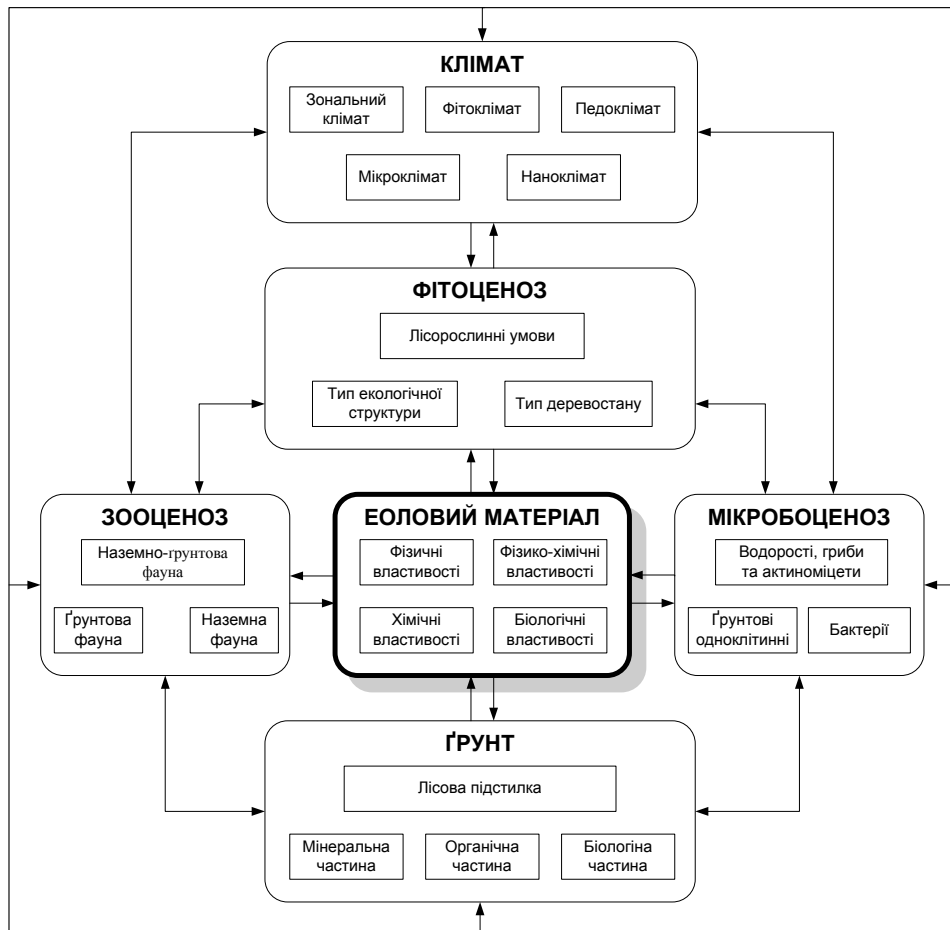 КЛІМАТ
Зональний
клімат
Фітоклімат
Педоклімат
Мікроклімат
Наноклімат
ФІТОЦЕНОЗ
Лісорослинні умови
Тип екологічної
структури
Тип деревостану
ЗООЦЕНОЗ
Наземно-ґрунтова
фауна
Ґрунтова
фауна
Наземна
фауна
ЕОЛОВИЙ МАТЕРІАЛ
Фізичні
властивості
Фізико-хімічні
властивості
Хімічні
властивості
Біологічні
властивості
МІКРОБОЦЕНОЗ
Водорості, гриби
та актиноміцети
Ґрунтові
одноклітинні
Бактерії
ҐРУНТ
Лісова підстилка
Мінеральна
частина
Органічна
частина
Біологіна
частина